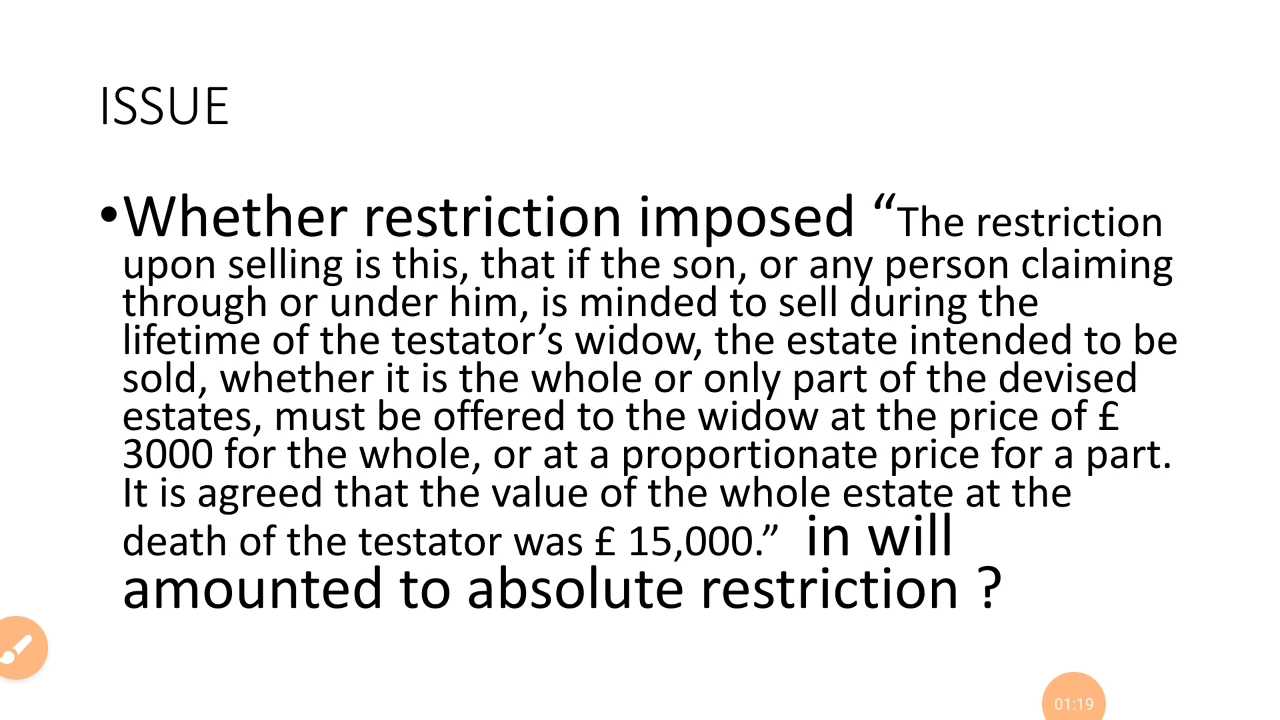 ISSUE
•Whether restriction imposed “The restriction
upon selling is this, that if the son, or any person claiming
through or under him, is minded to sell during the
lifetime of the testator’s widow, the estate intended to be
sold, whether it is the whole or only part of the devised
estates, must be offered to the widow at the price of £
3000 for the whole, or at a proportionate price for a part.
It is agreed that the value of the whole estate at the
death of the testator was £ 15,000.” in will
amounted to absolute restriction ?
01:19